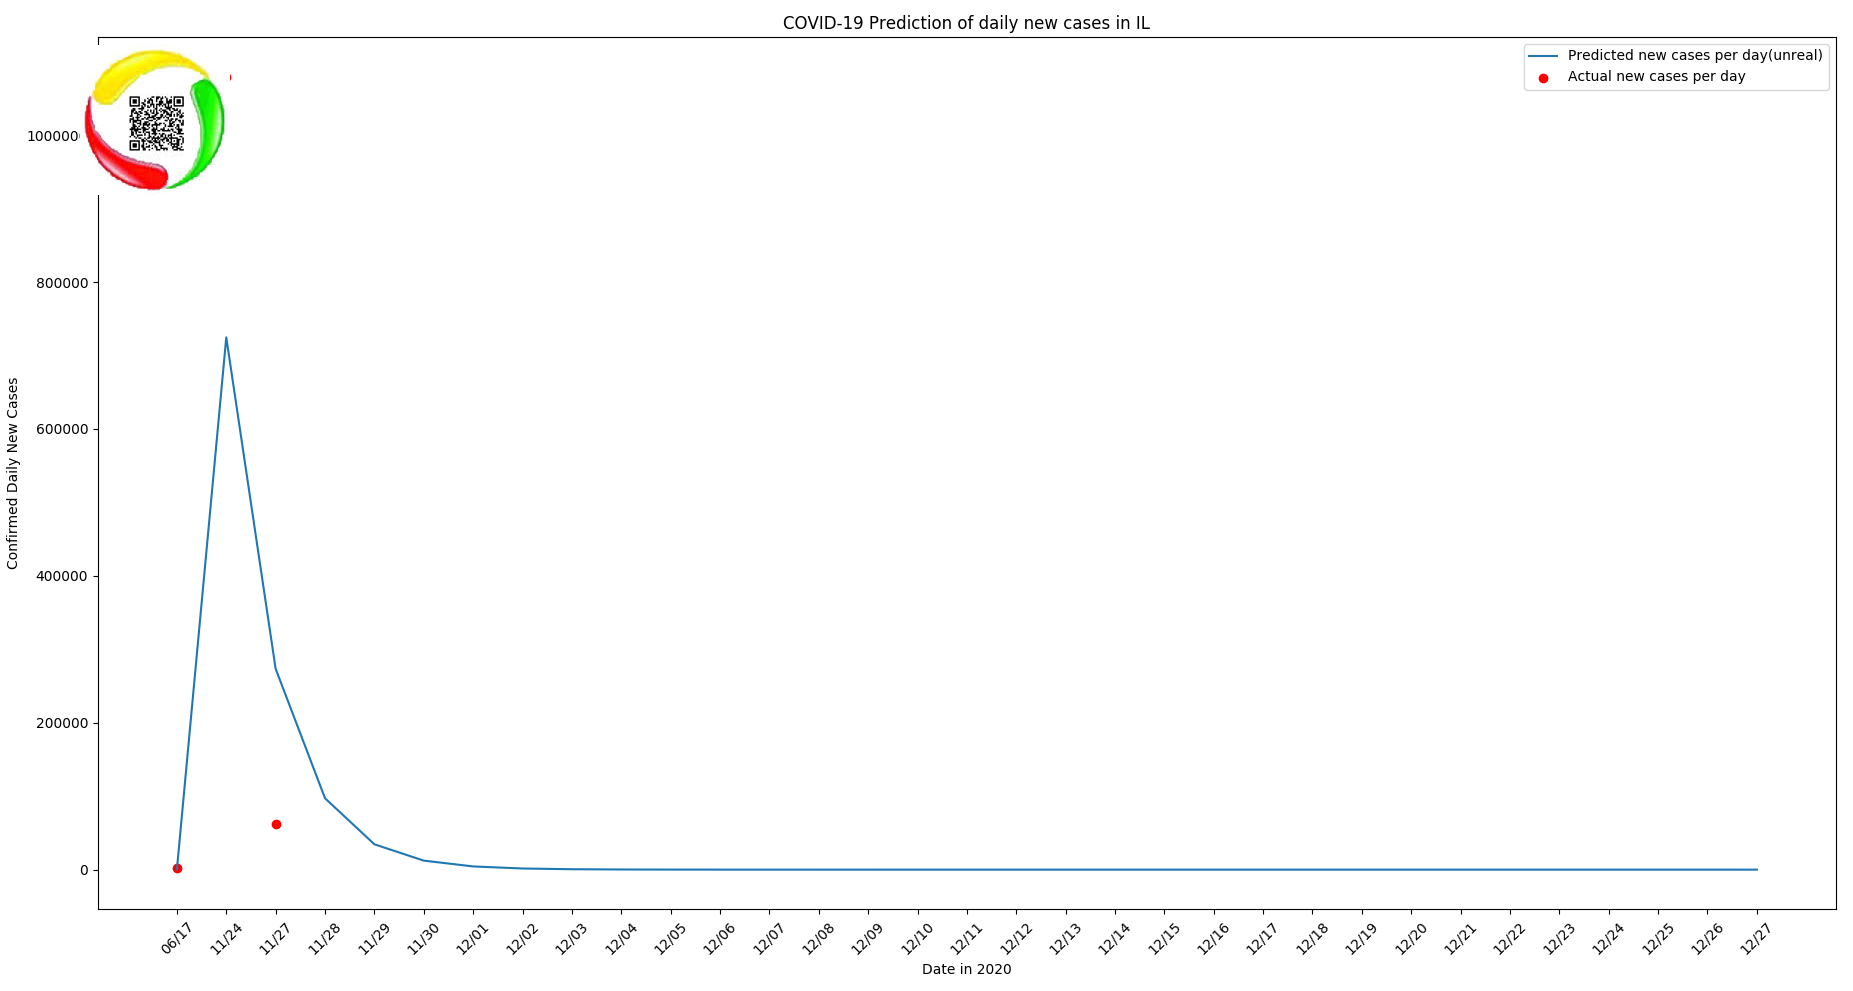 COVID-19 Prediction of daily new cases in IL
Predicted new cases per day(unreal)
Actual new cases per day
100000
800000
600000
400000
200000
0
Confirmed Daily New Cases
06/17 11/24 11/27 11/28 11/29 11/30 12/01 12/02 12/03 12/04 12/05 12/06 12/07 12/08 12/09 12/10 12/11 12/12 12/13 12/14 12/15 12/16 12/17 12/18 12/19 12/20 12/21 12/22 12/23 12/24 12/25 12/26 12/27
Date in 2020